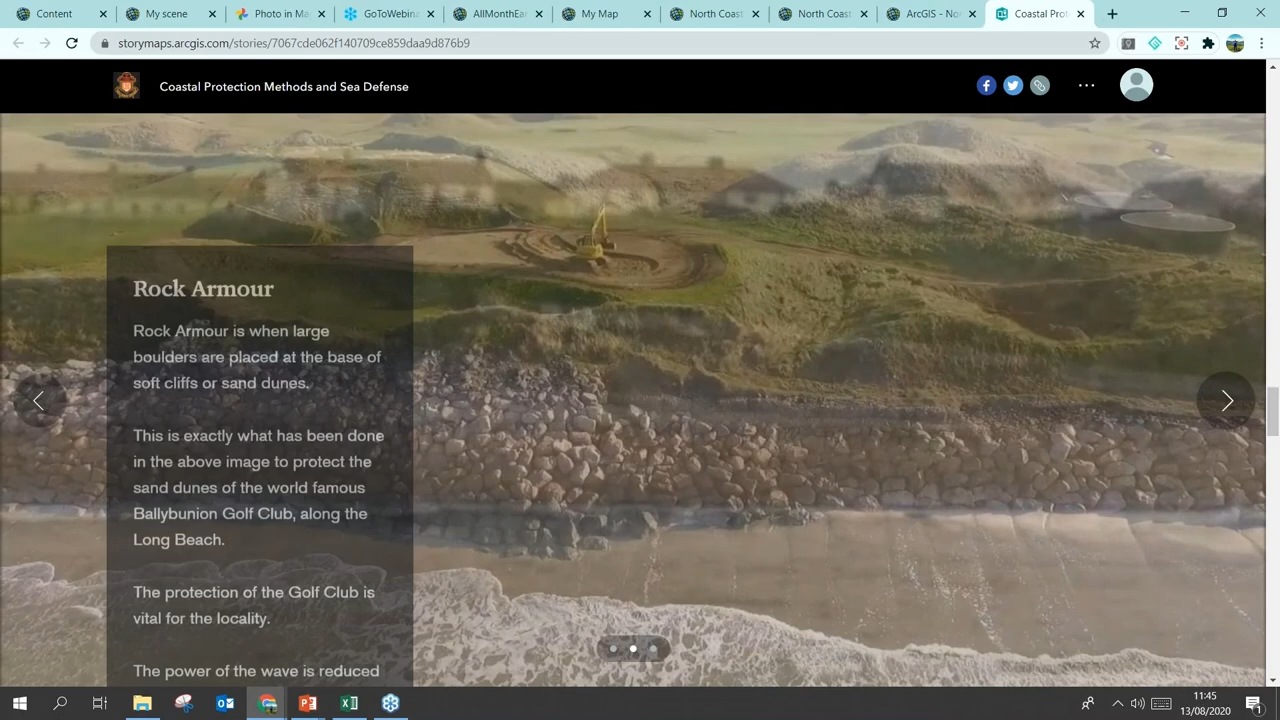 Content
My scene
Photo in Ma
GoToWebina
AllMonthEar
My Map
North Coast
North Coast
ArcGIS - No
Coastal Prot
storymaps.arcgis.com/stories/7067cde062f140709ce859daa9d876b9
Coastal Protection Methods and Sea Defense
Rock Armour
Rock Armour is when large
boulders are placed at the base of
soft cliffs or sand dunes.
This is exactly what has been done
in the above image to protect the
sand dunes of the world famous
Ballybunion Golf Club, along the
Long Beach.
The protection of the Golf Club is
vital for the locality.
The power of the wave is reduced
11:45
13/08/2020
1